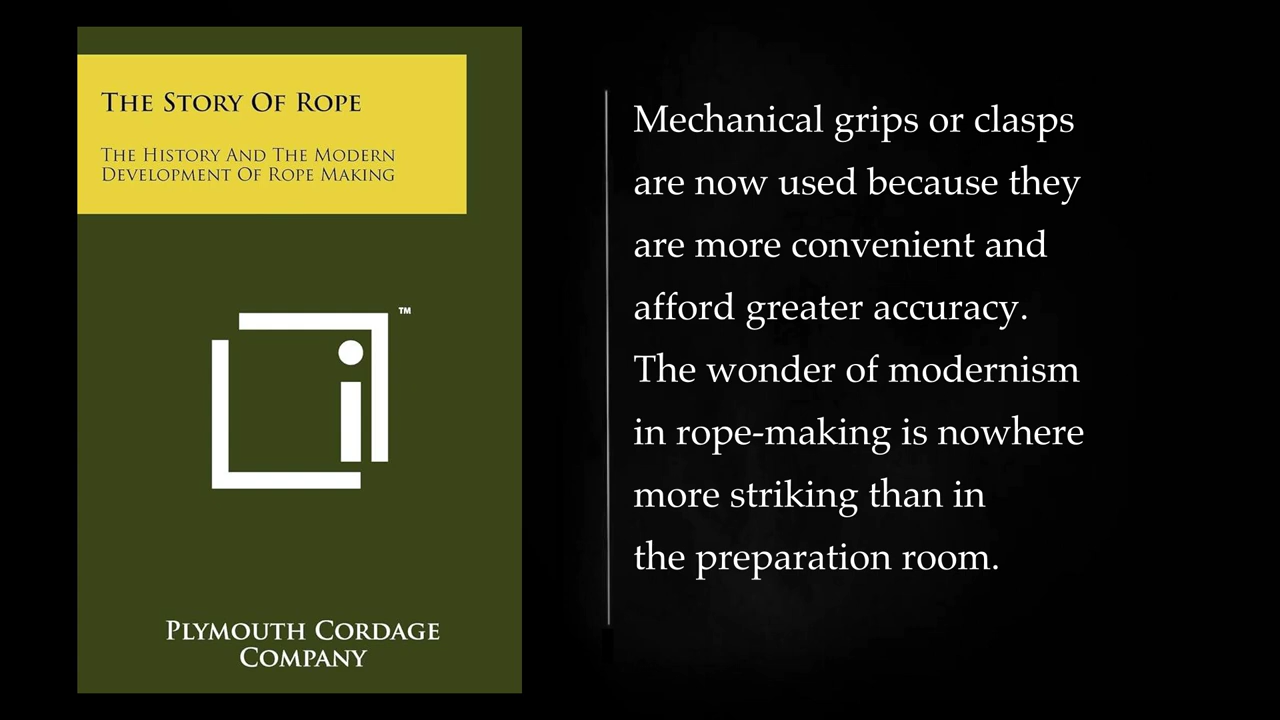 The Story Of Rope
The History And The Modern
Development Of Rope Making
TM
Plymouth Cordage
Company
Mechanical grips or clasps
are now used because they
are more convenient and
afford greater accuracy.
The wonder of modernism
in rope-making is nowhere
more striking than in
the preparation room.